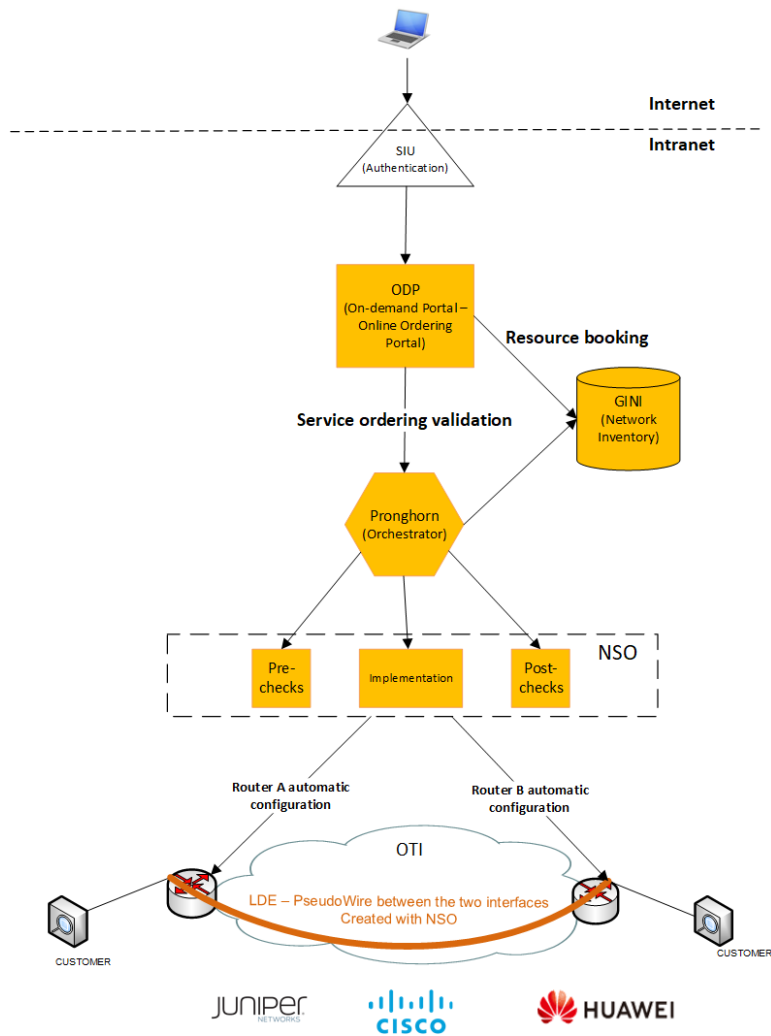 Internet
Intranet
SIU
(Authentication)
ODP
(On-demand Portal –
Online Ordering
Portal)
Resource booking
GINI
(Network
Inventory)
Service ordering validation
Pronghorn
(Orchestrator)
NSO
Pre-
checks
Implementation
Post-
checks
Router A automatic
configuration
Router B automatic
configuration
OTI
LDE – PseudoWire between the two interfaces
Created with NSO
CUSTOMER
CUSTOMER
JUNIPER
NETWORKS
CISCO
HUAWEI